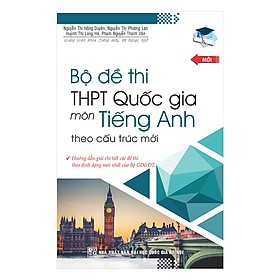 Nguyễn Thị Hồng Duyên, Nguyễn Thị Phương Lan
Huỳnh Thị Long Hà, Phạm Nguyễn Thanh Vân
MỚI
Bộ đề thi
THPT Quốc gia
môn Tiếng Anh
theo cấu trúc mới
Hướng dẫn giải chi tiết các đề thi
theo định dạng mới nhất của Bộ GD&ĐT
NHÀ XUẤT BẢN ĐẠI HỌC QUỐC GIA HÀ NỘI